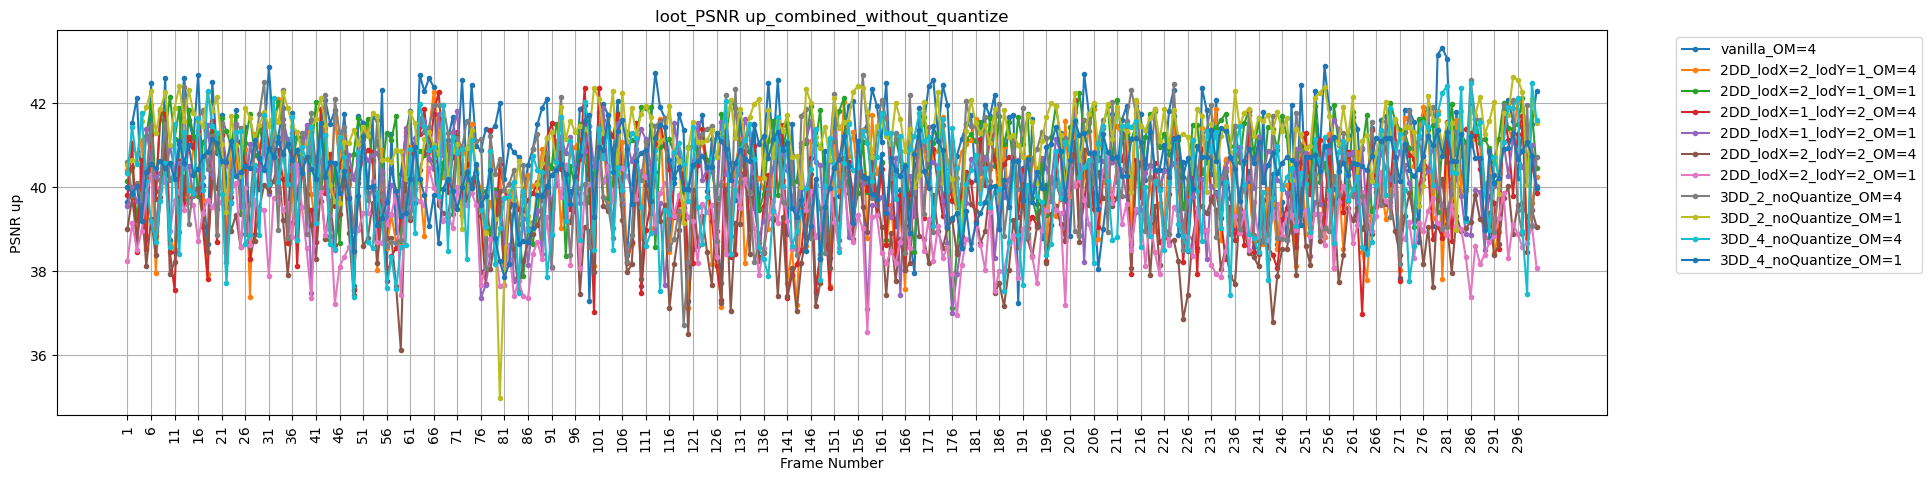 loot_PSNR up_combined_without_quantize
PSNR up
42
40
38
36
1 6 11 16 21 26 31 36 41 46 51 56 61 66 71 76 81 86 91 96 101 106 111 116 121 126 131 136 141 146 151 156 161 166 171 176 181 186 191 196 201 206 211 216 221 226 231 236 241 246 251 256 261 266 271 276 281 286 291 296
Frame Number
vanilla_OM=4
2DD_lodX=2_lodY=1_OM=4
2DD_lodX=2_lodY=1_OM=1
2DD_lodX=1_lodY=2_OM=4
2DD_lodX=1_lodY=2_OM=1
2DD_lodX=2_lodY=2_OM=4
2DD_lodX=2_lodY=2_OM=1
3DD_2_noQuantize_OM=4
3DD_2_noQuantize_OM=1
3DD_4_noQuantize_OM=4
3DD_4_noQuantize_OM=1